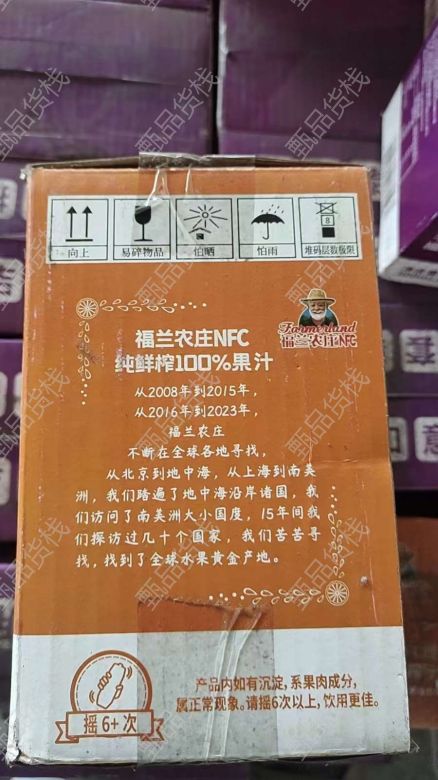 向上
易碎物品
怕晒
怕雨
8
堆码层数极限
Farmerland
福兰农庄NFC
福兰农庄NFC
纯鲜榨100%果汁
从2008年到2015年，
从2016年到2023年，
福兰农庄
不断在全球各地寻找，
从北京到地中海，从上海到南美
洲，我们踏遍了地中海沿岸诸国，我
们访问了南美洲大小国度，15年间我
们探访过几十个国家，我们苦苦寻
找，找到了全球水果黄金产地。
摇6+次
产品内如有沉淀，系果肉成分，
属正常现象。请摇6次以上，饮用更佳。
甄品货栈